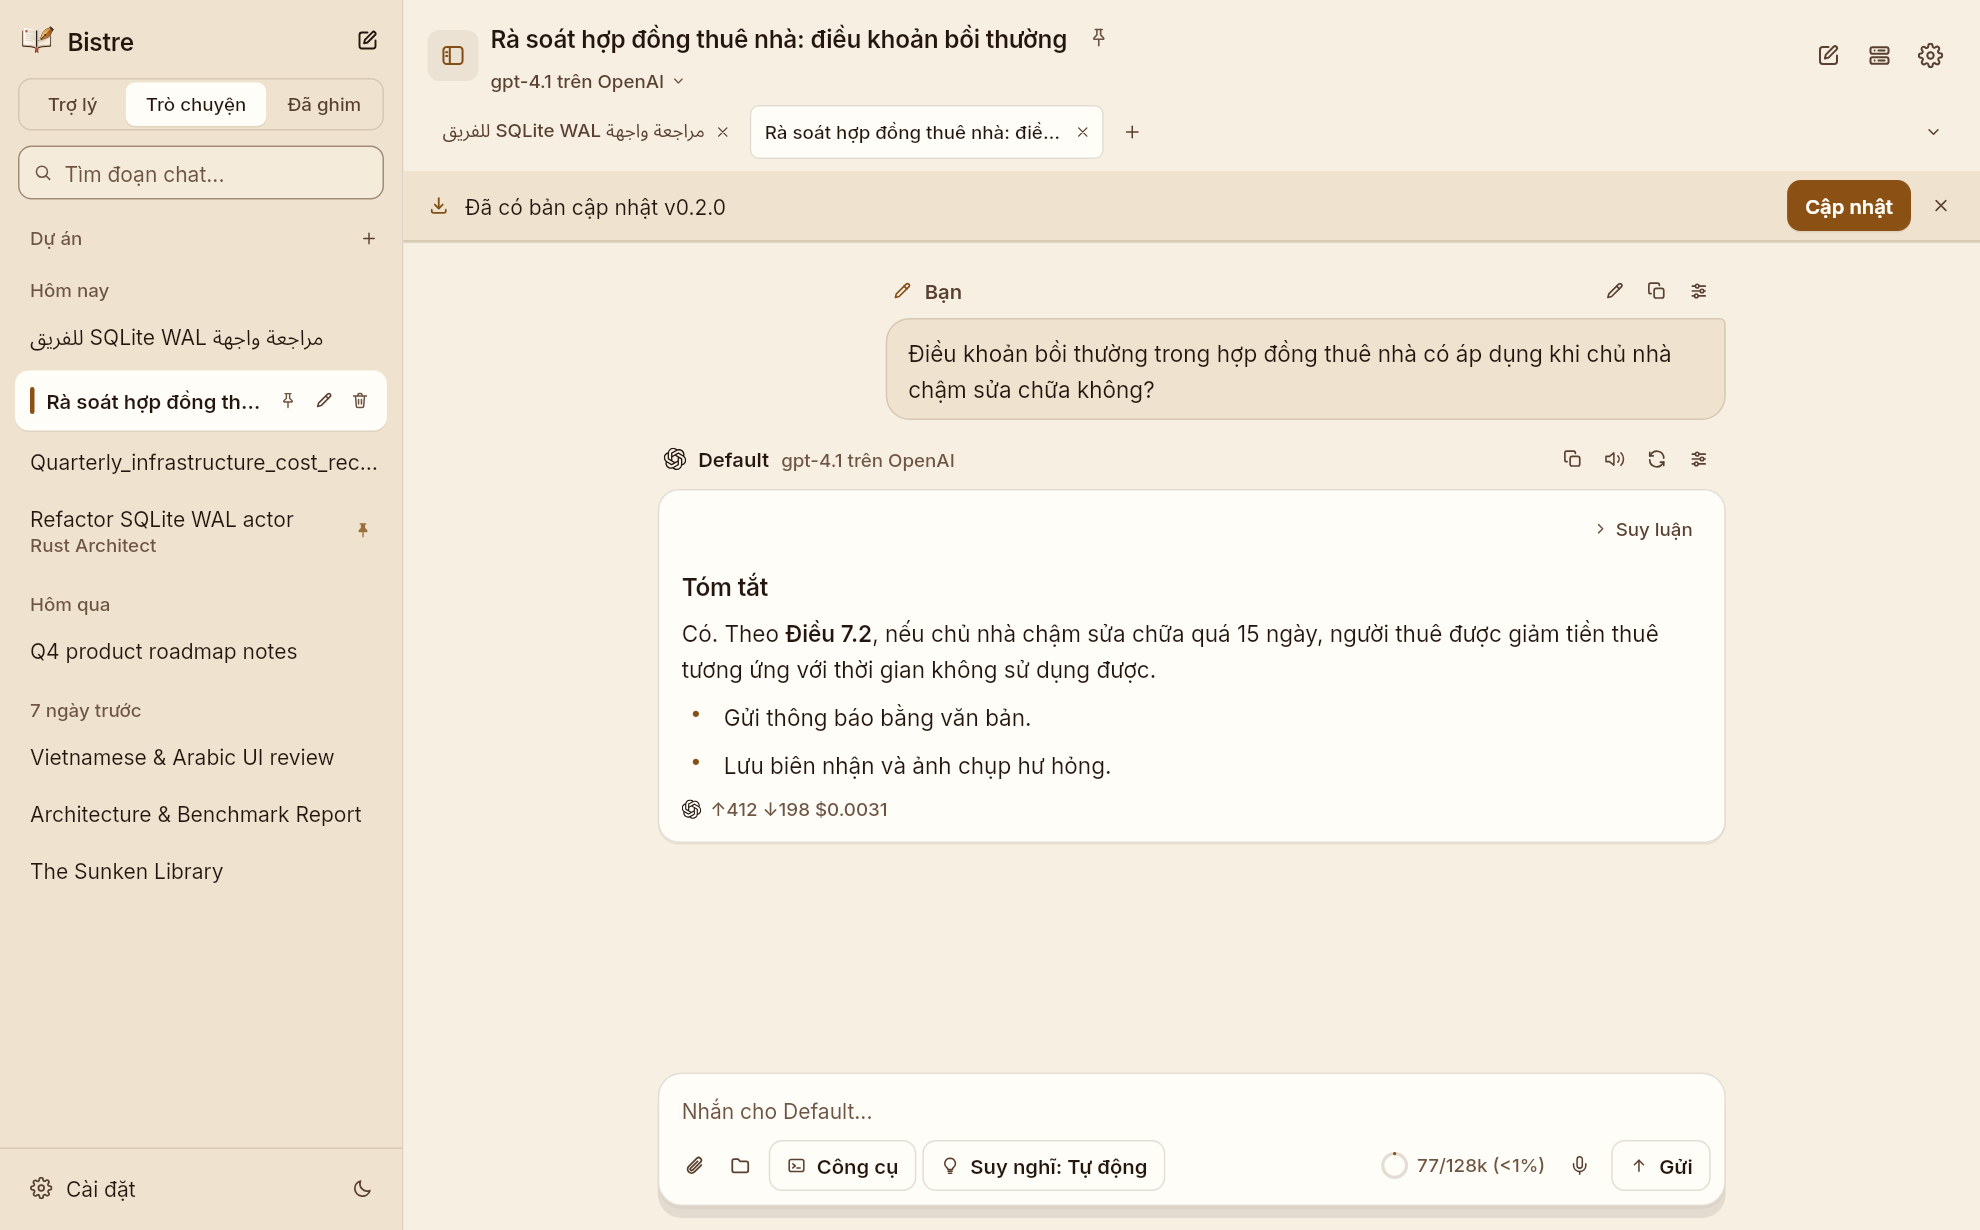 Bistre
Trợ lý
Trò chuyện
Đã ghim
Tìm đoạn chat...
Dự án
Hôm nay
مراجعة واجهة SQLite WAL للفريق
Rà soát hợp đồng th...
Quarterly_infrastructure_cost_rec...
Refactor SQLite WAL actor
Rust Architect
Hôm qua
Q4 product roadmap notes
7 ngày trước
Vietnamese & Arabic UI review
Architecture & Benchmark Report
The Sunken Library
Cài đặt
Rà soát hợp đồng thuê nhà: điều khoản bồi thường
gpt-4.1 trên OpenAI
مراجعة واجهة SQLite WAL للفريق
Rà soát hợp đồng thuê nhà: điề...
Đã có bản cập nhật v0.2.0
Cập nhật
Bạn
Điều khoản bồi thường trong hợp đồng thuê nhà có áp dụng khi chủ nhà
chậm sửa chữa không?
Default gpt-4.1 trên OpenAI
Suy luận
Tóm tắt
Có. Theo Điều 7.2, nếu chủ nhà chậm sửa chữa quá 15 ngày, người thuê được giảm tiền thuê
tương ứng với thời gian không sử dụng được.
• Gửi thông báo bằng văn bản.
• Lưu biên nhận và ảnh chụp hư hỏng.
↑412 ↓198 $0.0031
Nhắn cho Default...
Công cụ
Suy nghĩ: Tự động
77/128k (<1%)
Gửi